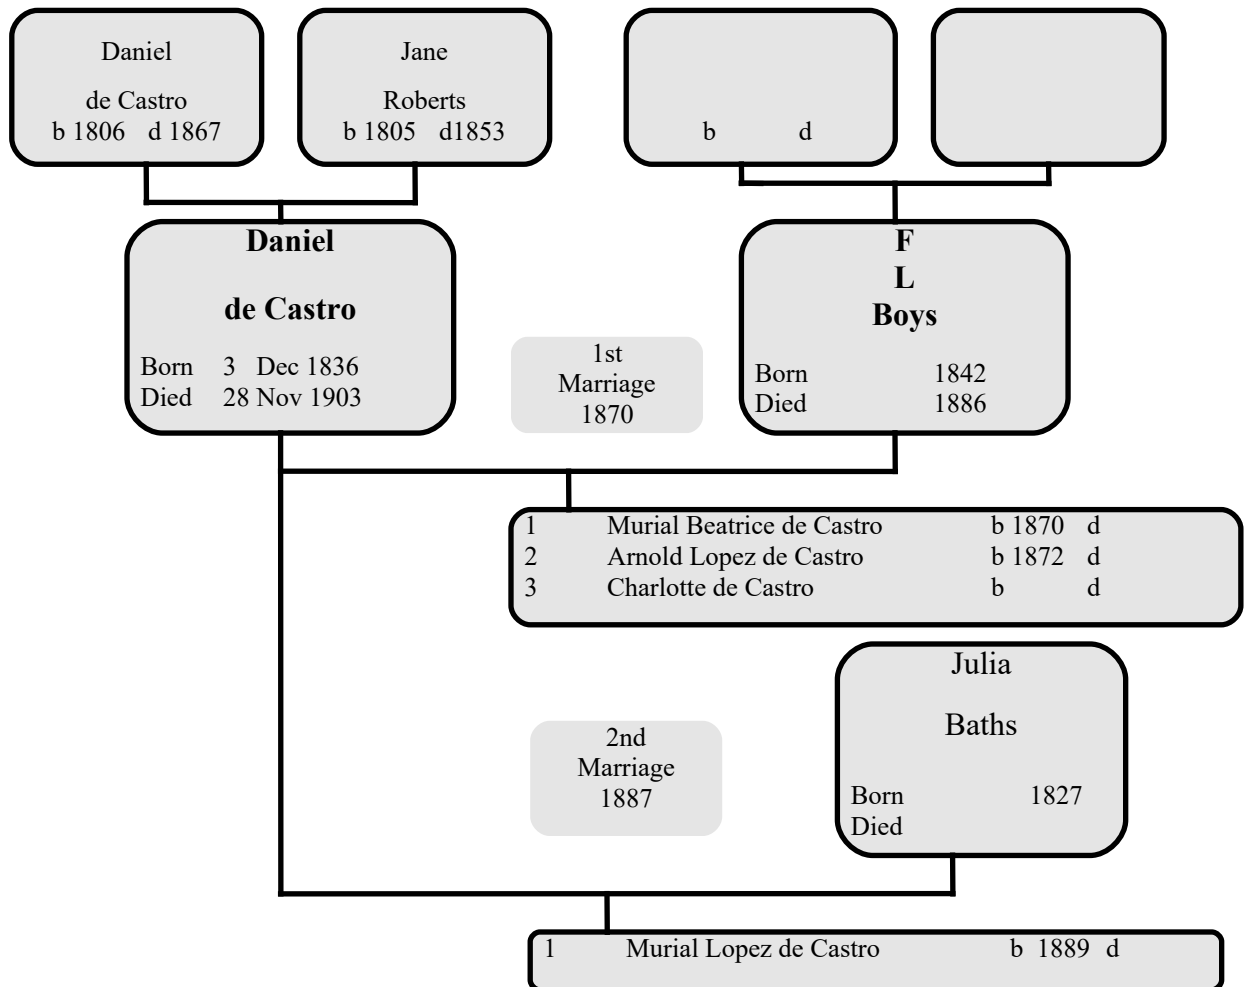 Daniel
de Castro
b 1806 d 1867
Jane
Roberts
b 1805 d1853
b d
Daniel
de Castro
Born 3 Dec 1836
Died 28 Nov 1903
F
L
Boys
Born 1842
Died 1886
1st
Marriage
1870
1 Murial Beatrice de Castro b 1870 d
2 Arnold Lopez de Castro b 1872 d
3 Charlotte de Castro b d
Julia
Baths
Born 1827
Died
2nd
Marriage
1887
1 Murial Lopez de Castro b 1889 d